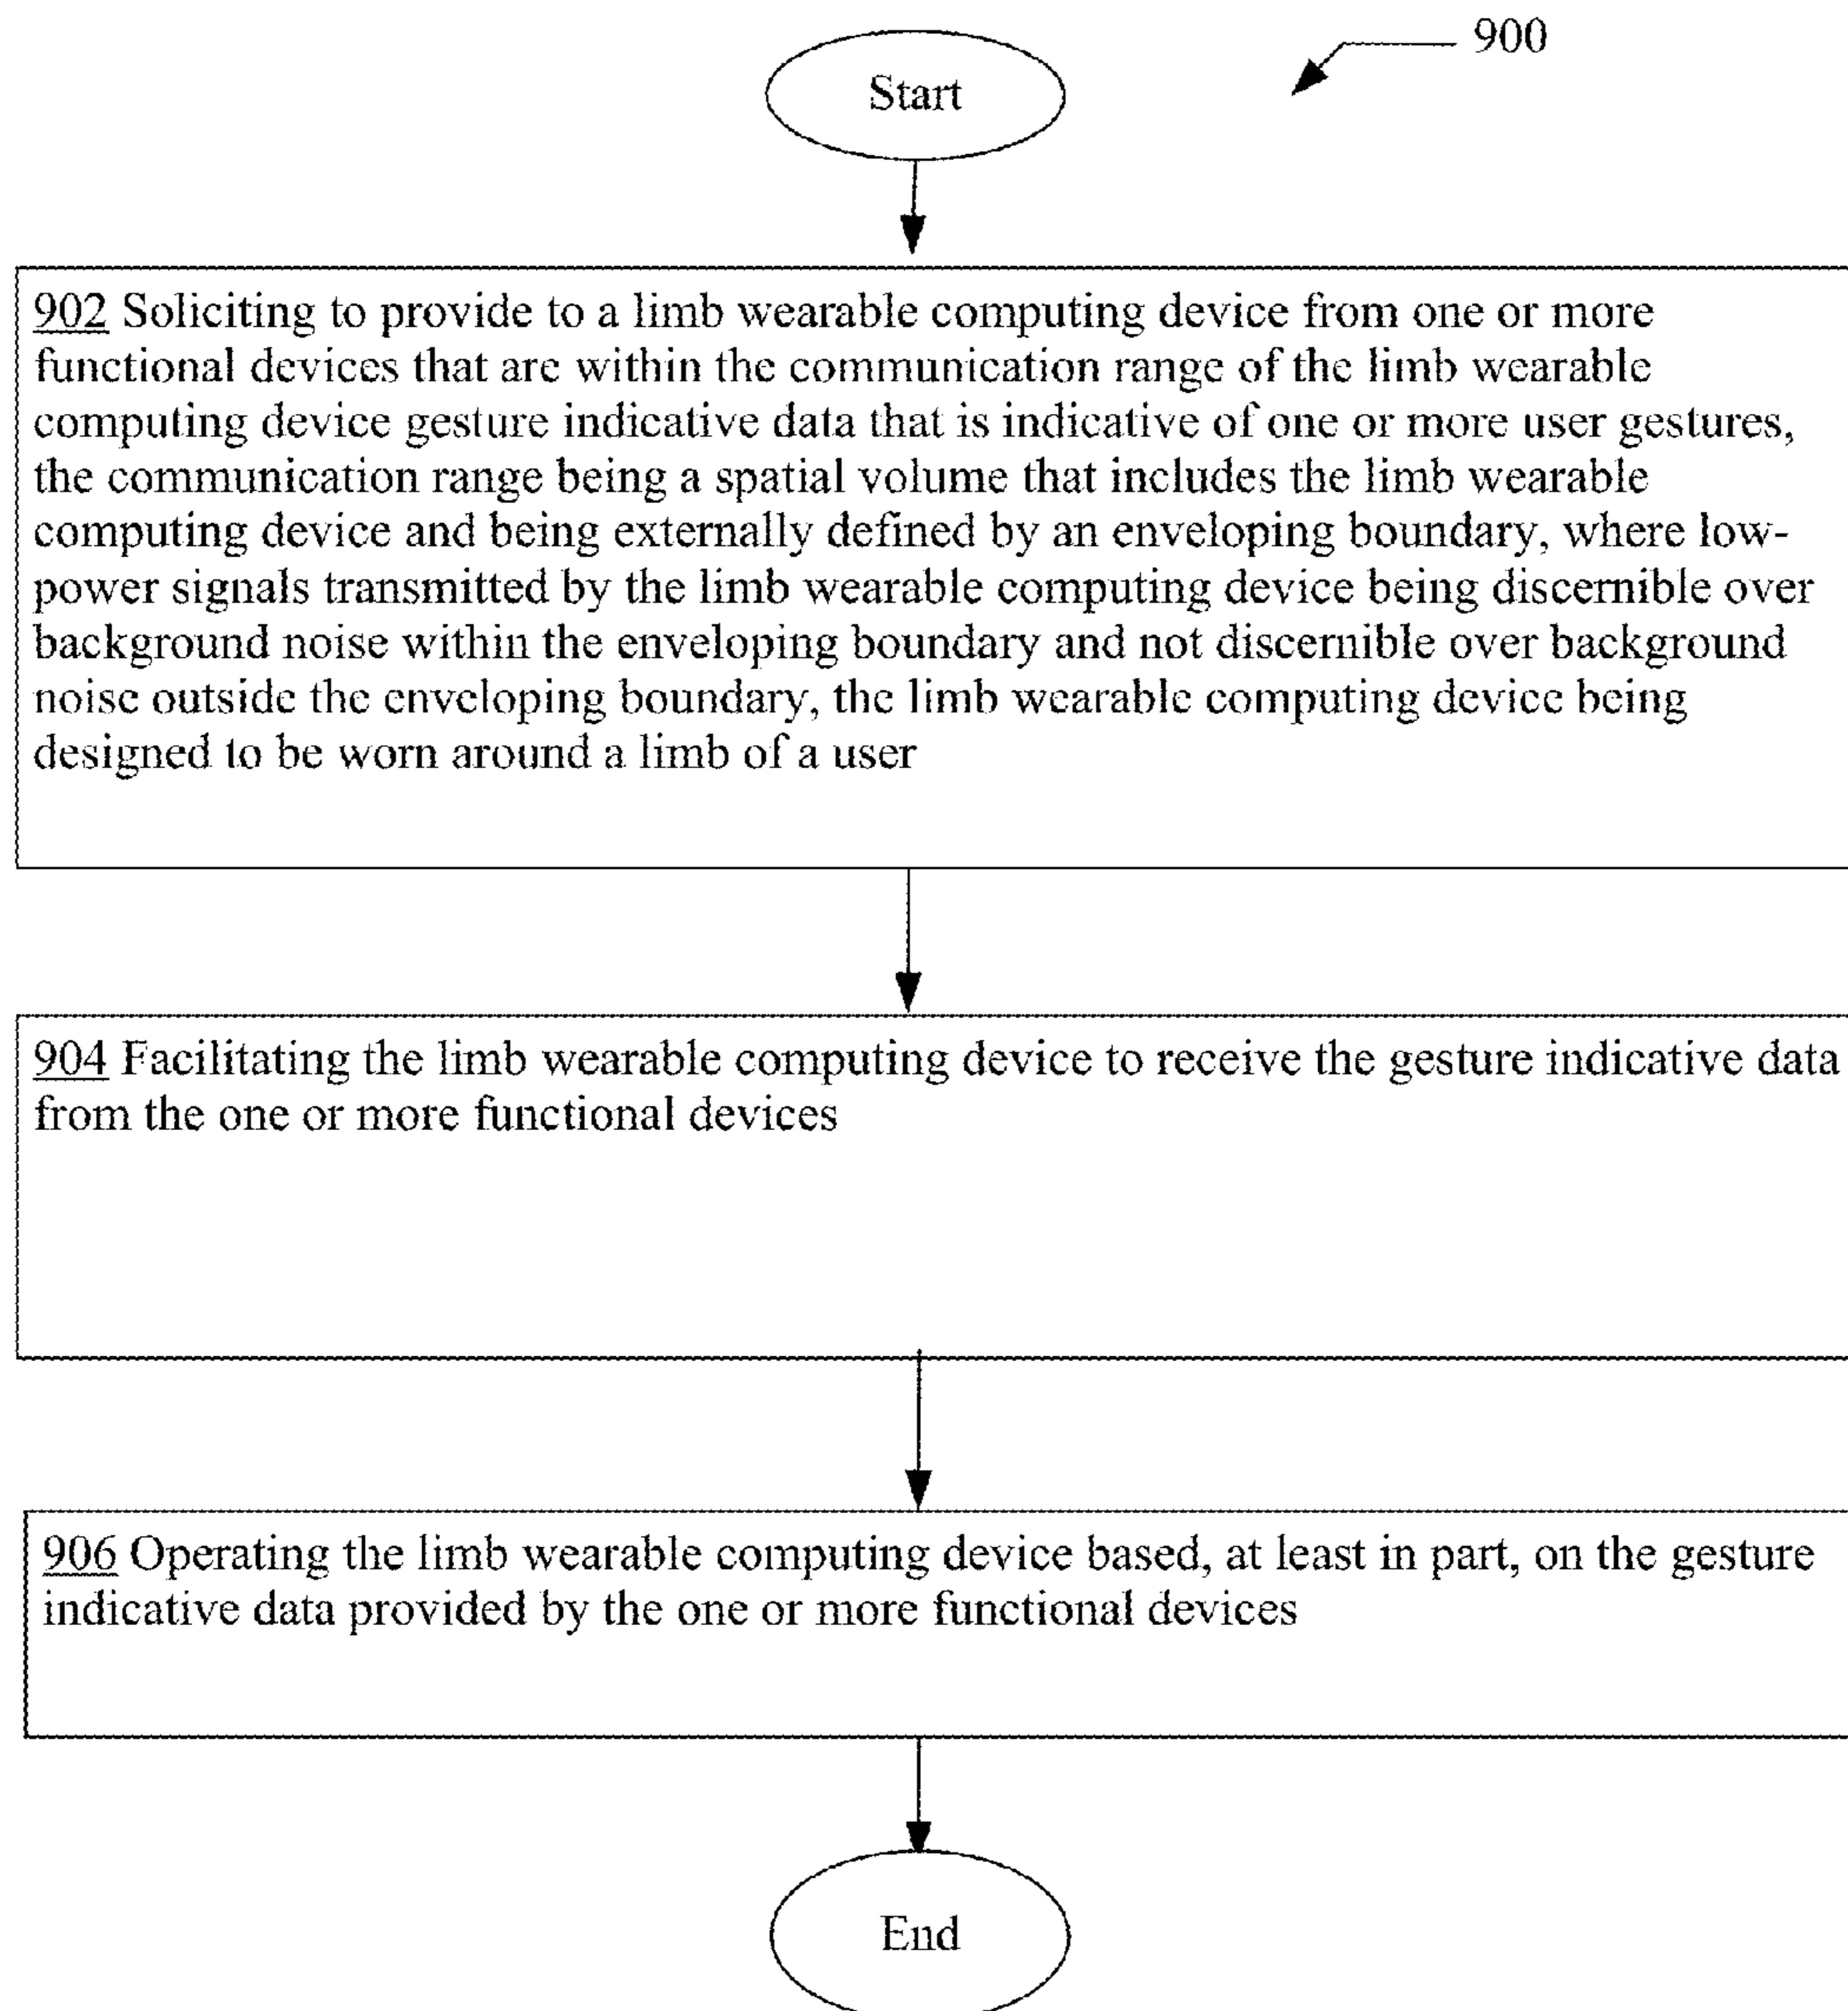 900
Start
902 Soliciting to provide to a limb wearable computing device from one or more
functional devices that are within the communication range of the limb wearable
computing device gesture indicative data that is indicative of one or more user gestures,
the communication range being a spatial volume that includes the limb wearable
computing device and being externally defined by an enveloping boundary, where low-
power signals transmitted by the limb wearable computing device being discernible over
background noise within the enveloping boundary and not discernible over background
noise outside the enveloping boundary, the limb wearable computing device being
designed to be worn around a limb of a user
904 Facilitating the limb wearable computing device to receive the gesture indicative data
from the one or more functional devices
906 Operating the limb wearable computing device based, at least in part, on the gesture
indicative data provided by the one or more functional devices
End